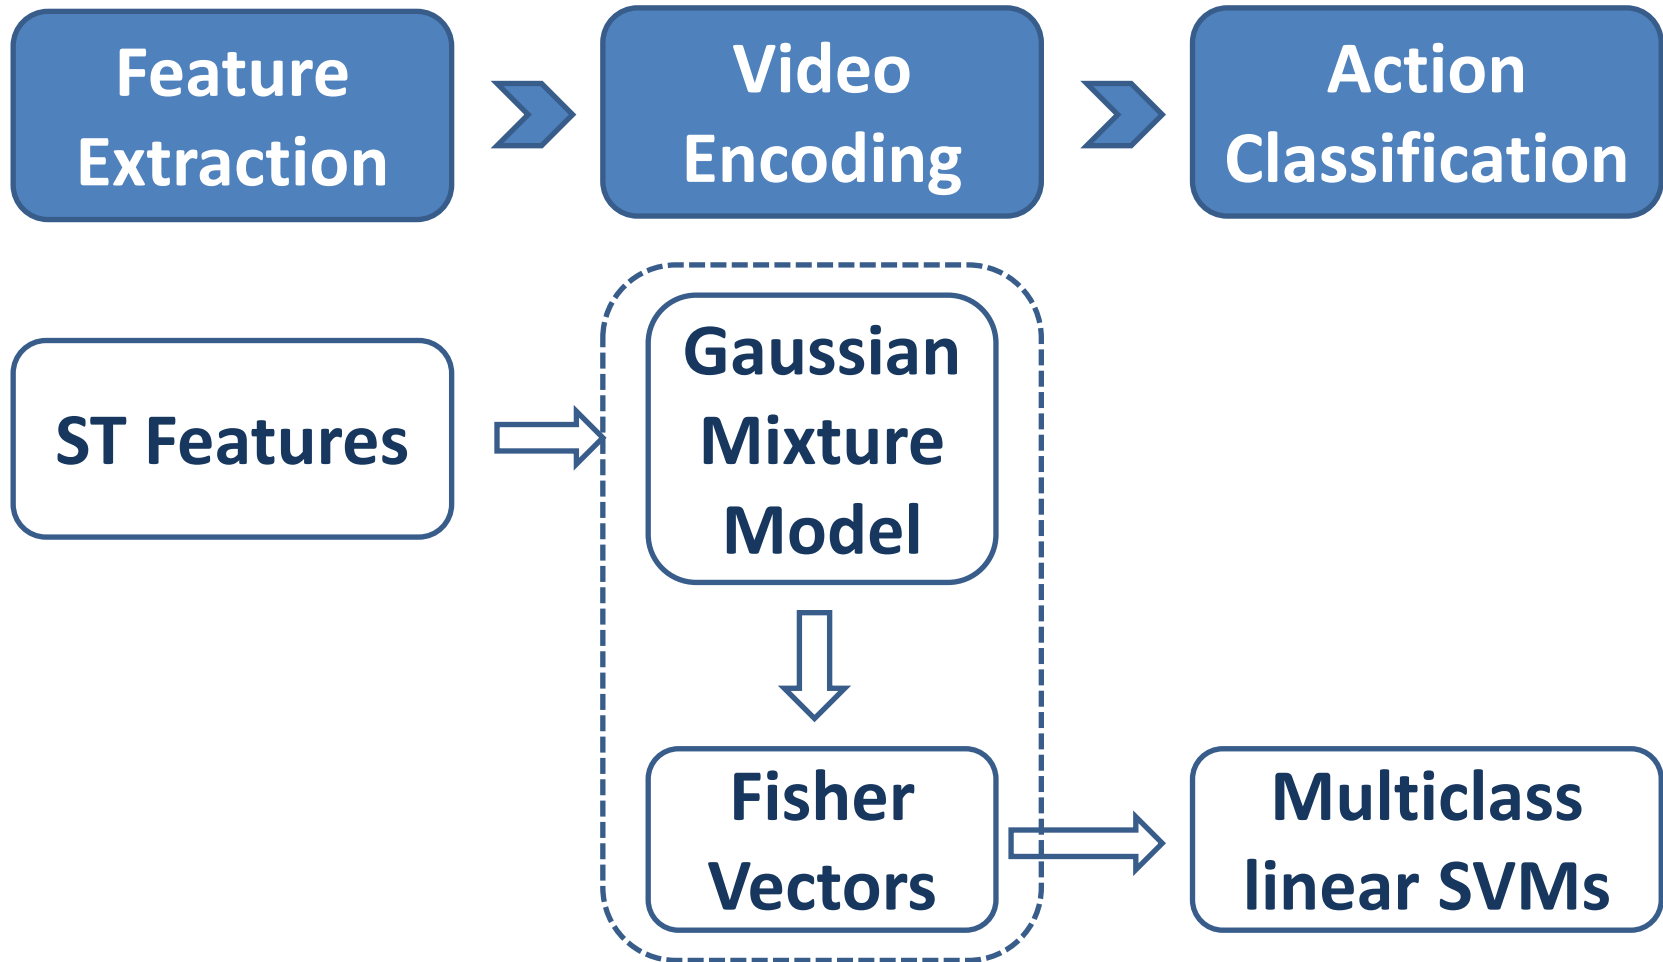 Feature
Extraction
Video
Encoding
Action
Classification
ST Features
Gaussian
Mixture
Model
Fisher
Vectors
Multiclass
linear SVMs